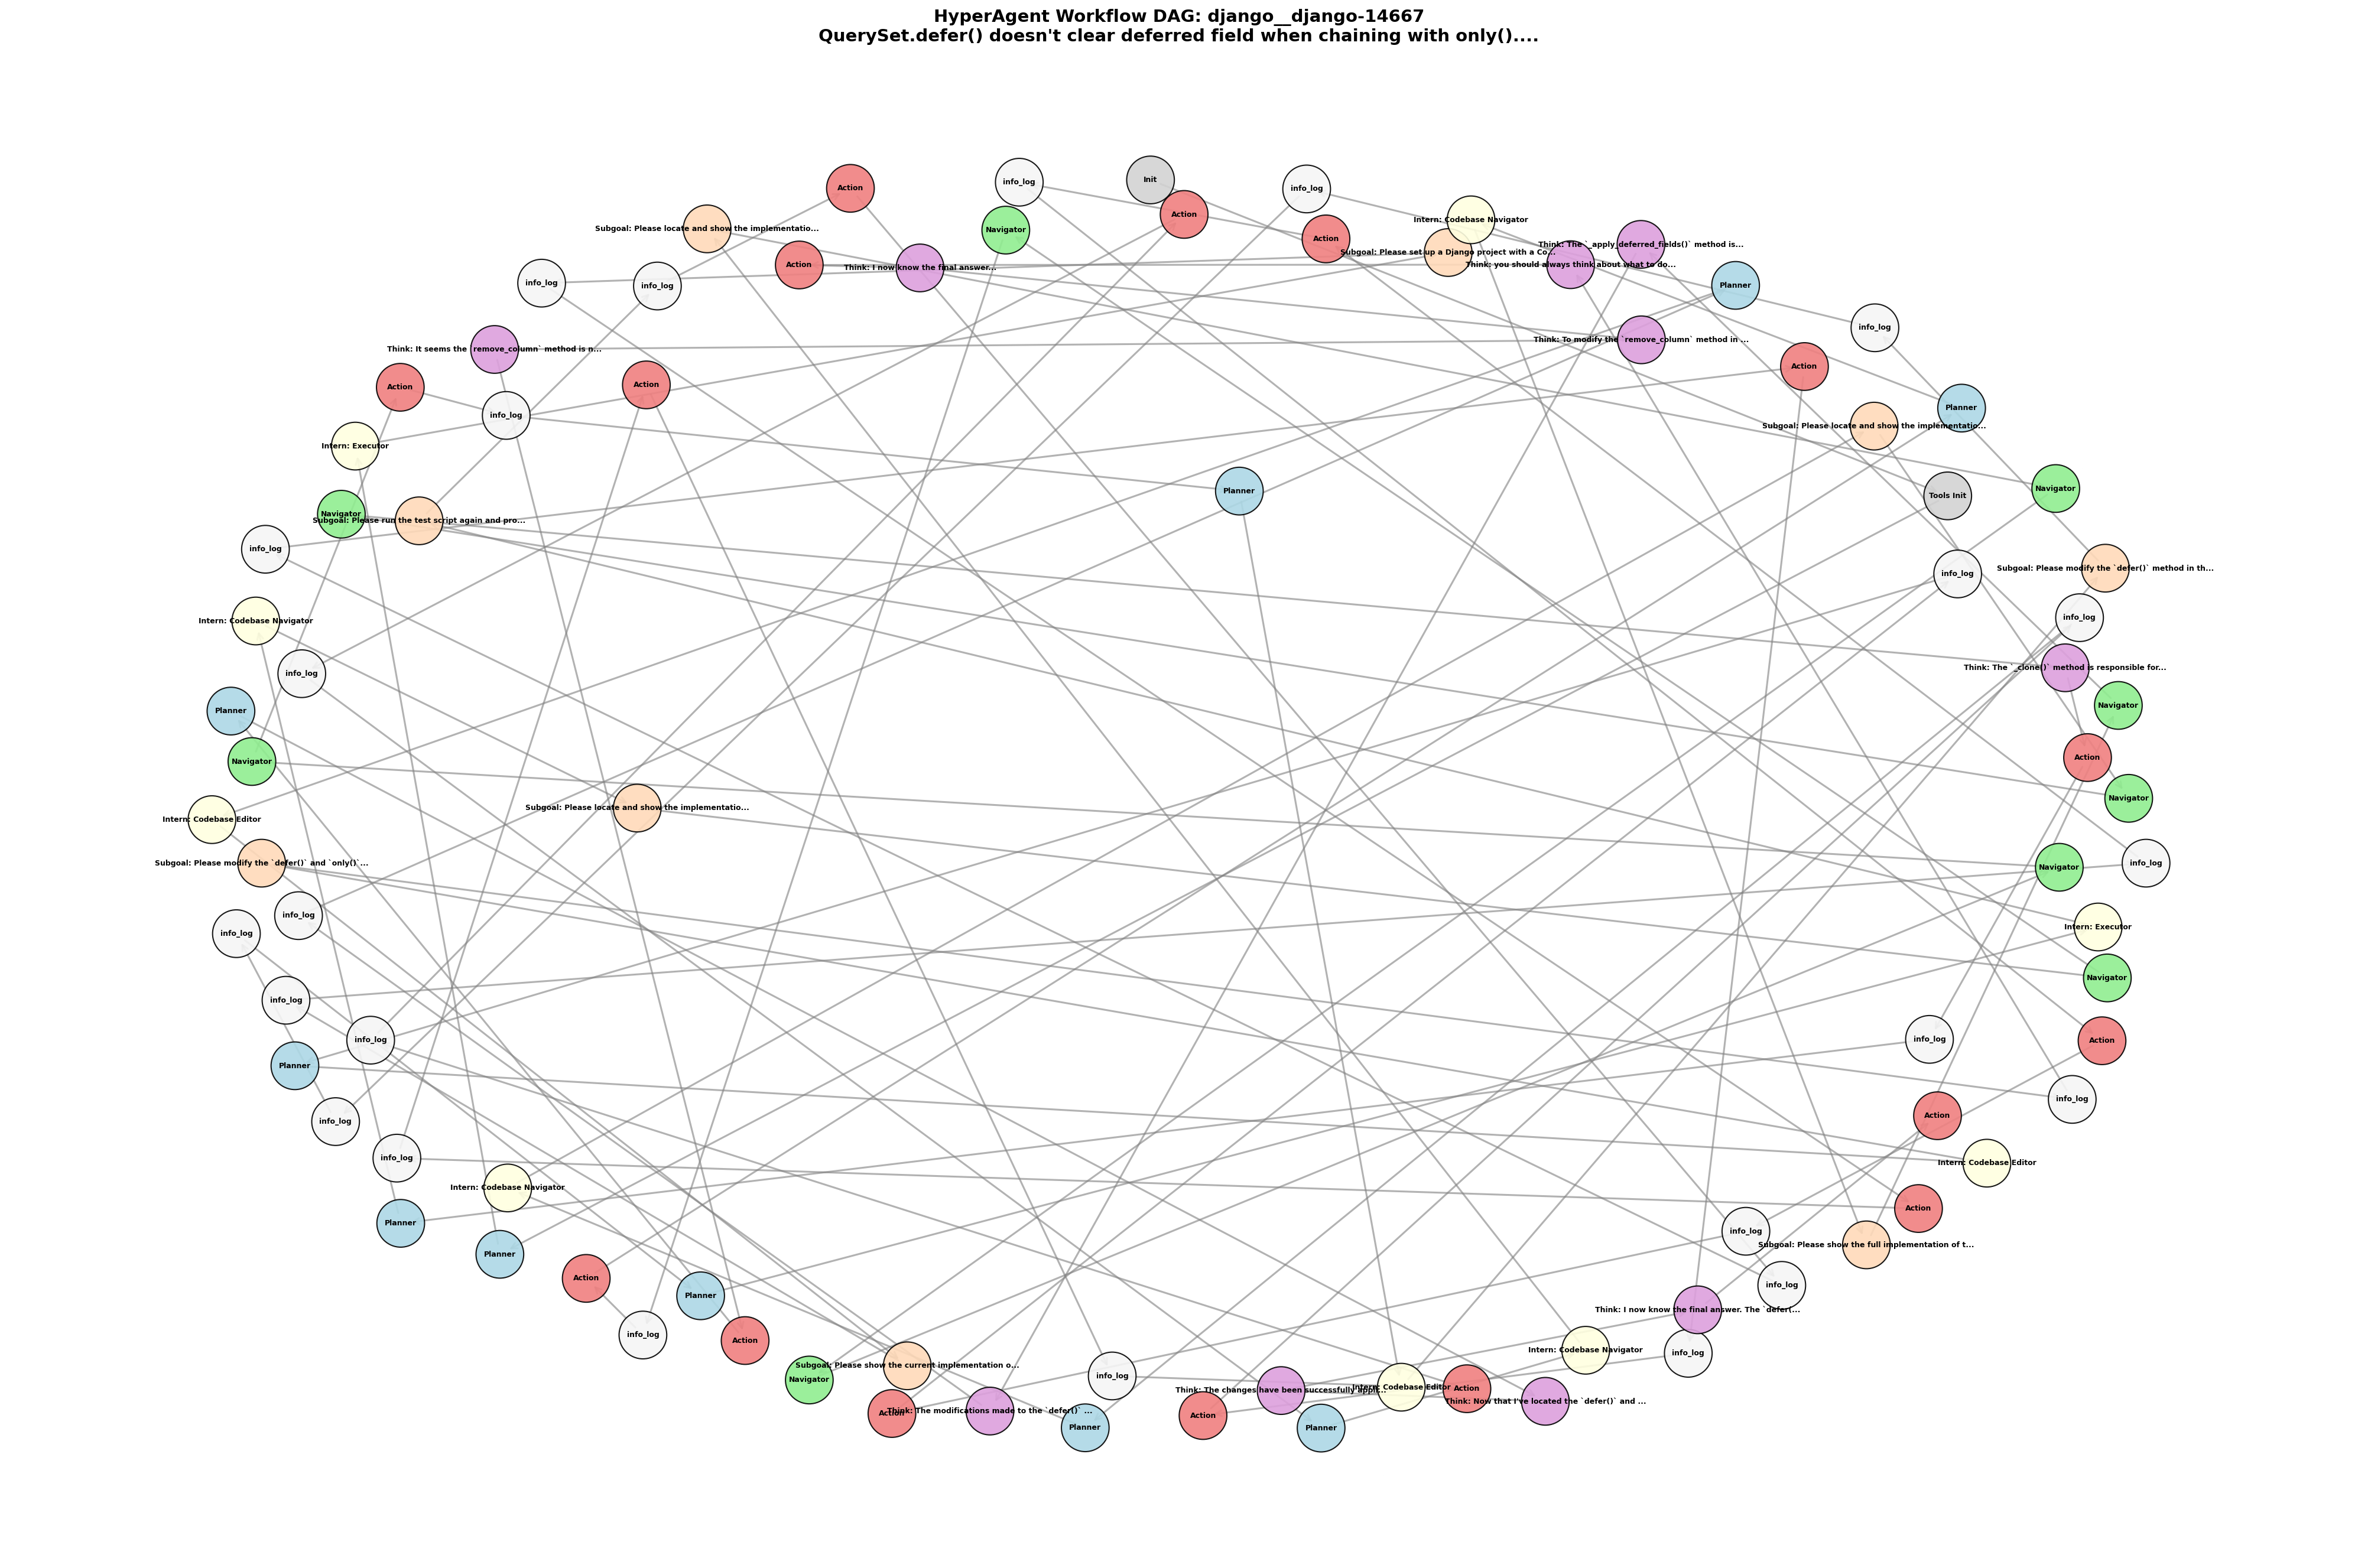 HyperAgent Workflow DAG: django__django-14667
QuerySet.defer() doesn't clear deferred field when chaining with only()....
Init
info_log
Action
info_log
Action
Intern: Codebase Navigator
Subgoal: Please locate and show the implementatio...
Navigator
Action
Think: The `_apply_deferred_fields()` method is...
Subgoal: Please set up a Django project with a Co...
Action
Think: I now know the final answer...
Think: you should always think about what to do...
info_log
info_log
Planner
info_log
Think: It seems the `remove_column` method is n...
Think: To modify the `remove_column` method in ...
Action
Action
Action
info_log
Planner
Subgoal: Please locate and show the implementatio...
Intern: Executor
Planner
Navigator
Tools Init
Navigator
Subgoal: Please run the test script again and pro...
info_log
info_log
Subgoal: Please modify the `defer()` method in th...
Intern: Codebase Navigator
info_log
info_log
Think: The `_clone()` method is responsible for...
Planner
Navigator
Navigator
Action
Navigator
Subgoal: Please locate and show the implementatio...
Intern: Codebase Editor
Subgoal: Please modify the `defer()` and `only()`...
Navigator
info_log
info_log
info_log
Intern: Executor
Navigator
info_log
info_log
info_log
Action
Planner
info_log
info_log
Action
info_log
Intern: Codebase Editor
Intern: Codebase Navigator
Action
Planner
info_log
Subgoal: Please show the full implementation of t...
Planner
Action
info_log
Planner
Think: I now know the final answer. The `defer(...
info_log
Action
Intern: Codebase Navigator
info_log
Subgoal: Please show the current implementation o...
Navigator
info_log
Think: The changes have been successfully appli...
Intern: Codebase Editor
Action
Think: Now that I've located the `defer()` and ...
Action
Think: The modifications made to the `defer()` ...
Action
Planner
Planner